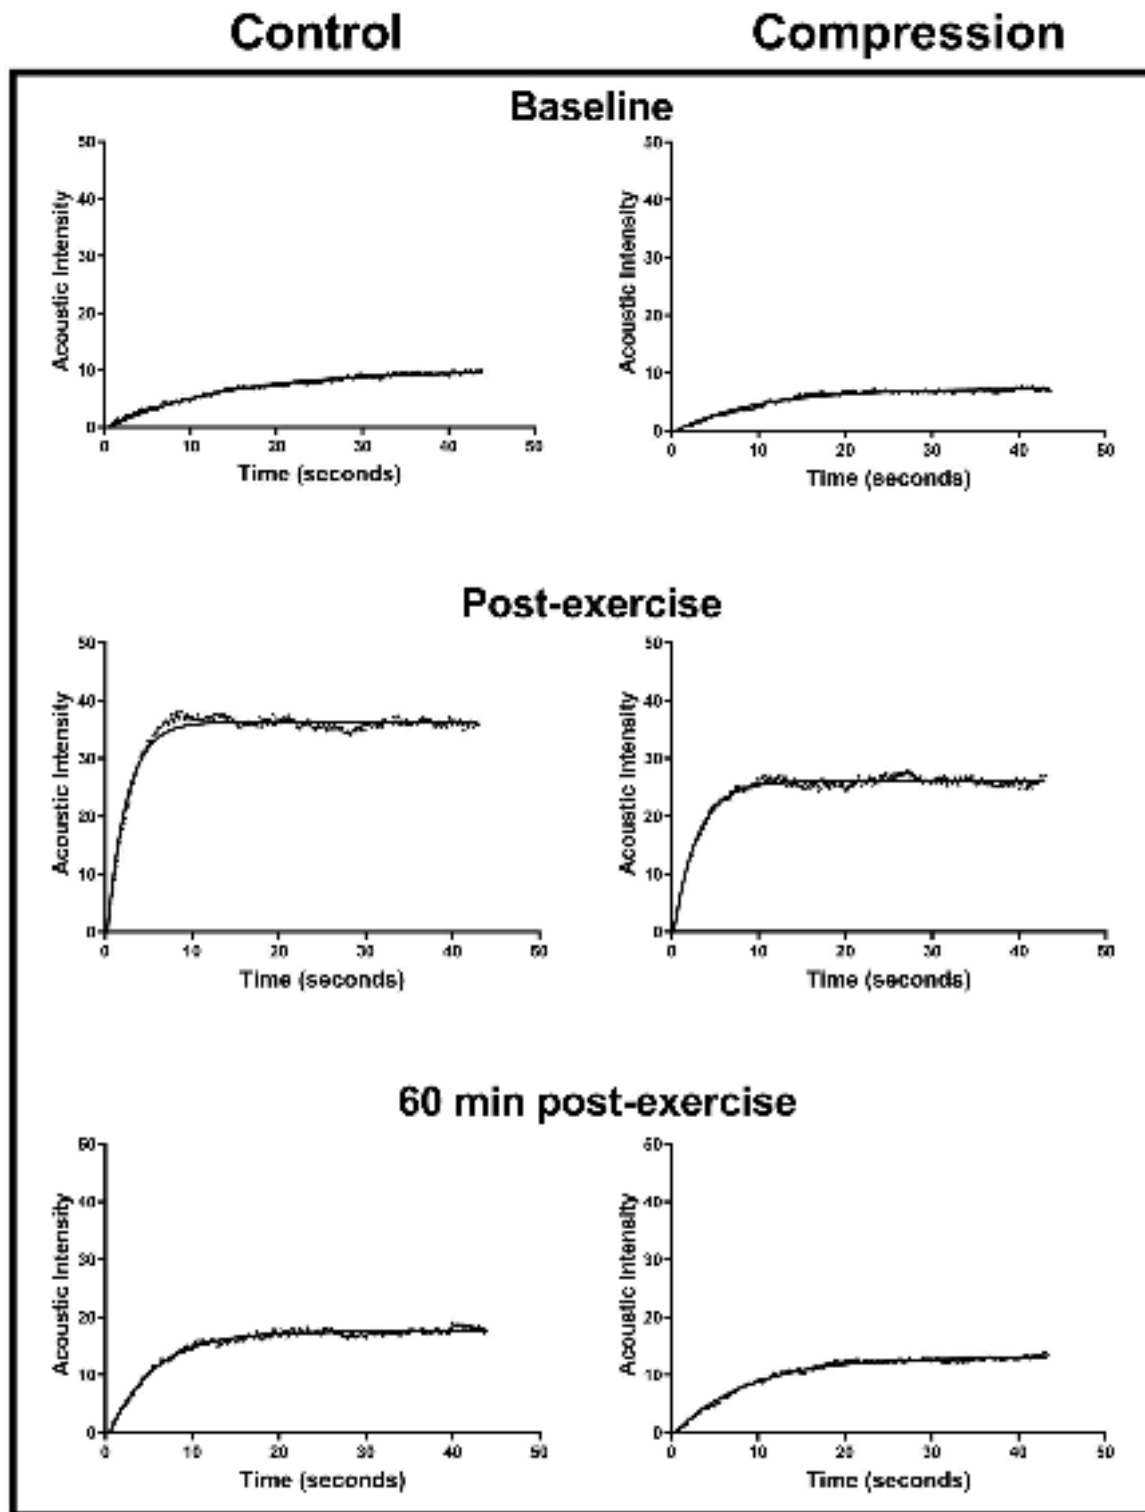 Control Compression
Baseline
50 50
40 40
30 30
20 20
10 10
0 0
Acoustic Intensity Acoustic Intensity
0 10 20 30 40 50 0 10 20 30 40 50
Time (seconds) Time (seconds)
Post-exercise
50 50
40 40
30 30
20 20
10 10
0 0
Acoustic Intensity Acoustic Intensity
0 10 20 30 40 50 0 10 20 30 40 50
Time (seconds) Time (seconds)
60 min post-exercise
50 50
40 40
30 30
20 20
10 10
0 0
Acoustic Intensity Acoustic Intensity
0 10 20 30 40 50 0 10 20 30 40 50
Time (seconds) Time (seconds)